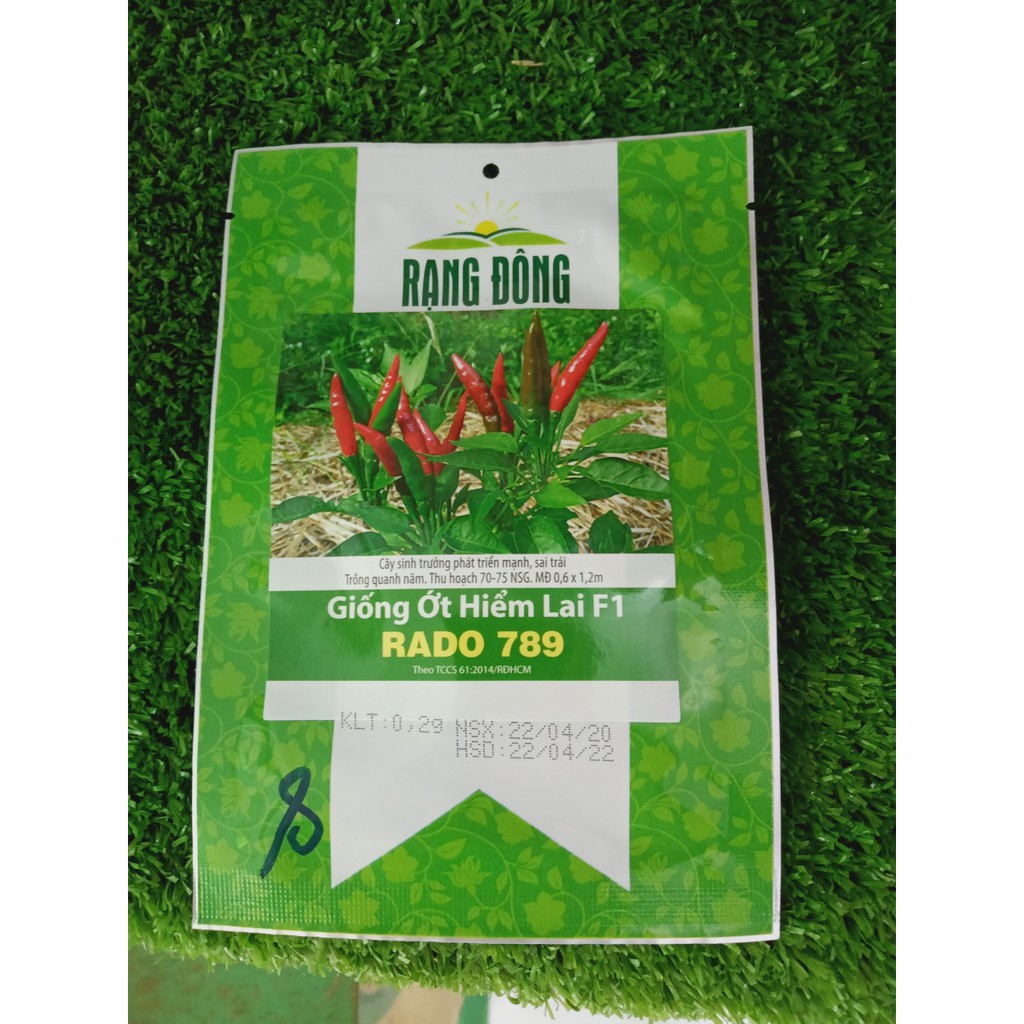 RẠNG ĐÔNG
Cây sinh trưởng phát triển mạnh, sai trái
Trồng quanh năm. Thu hoạch 70-75 NSG. MĐ 0,6 x 1,2m
Giống Ớt Hiểm Lai F1
RADO 789
Theo TCCS 61:2014/RĐHCM
KLT:0,2g NSX:22/04/20
HSD:22/04/22
8